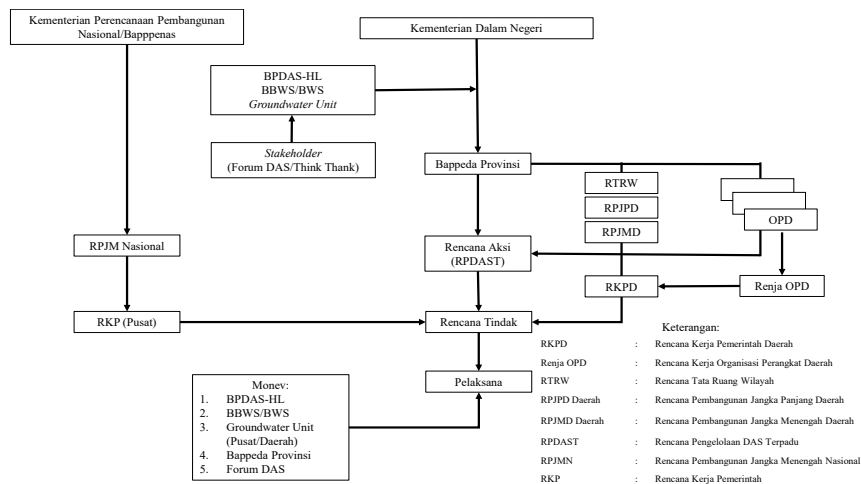 Kementerian Perencanaan Pembangunan
Nasional/Bapppenas
Kementerian Dalam Negeri
BPDAS-HL
BBWS/BWS
Groundwater Unit
Stakeholder
(Forum DAS/Think Thank)
Bappeda Provinsi
RTRW
RPJPD
RPJMD
OPD
RPJM Nasional
Rencana Aksi
(RPDAST)
RKPD
Renja OPD
RKP (Pusat)
Rencana Tindak
Pelaksana
Monev:
1. BPDAS-HL
2. BBWS/BWS
3. Groundwater Unit
(Pusat/Daerah)
4. Bappeda Provinsi
5. Forum DAS
Keterangan:
RKPD : Rencana Kerja Pemerintah Daerah
Renja OPD : Rencana Kerja Organisasi Perangkat Daerah
RTRW : Rencana Tata Ruang Wilayah
RPJPD Daerah : Rencana Pembangunan Jangka Panjang Daerah
RPJMD Daerah : Rencana Pembangunan Jangka Menengah Daerah
RPDAST : Rencana Pengelolaan DAS Terpadu
RPJMN : Rencana Pembangunan Jangka Menengah Nasional
RKP : Rencana Kerja Pemerintah